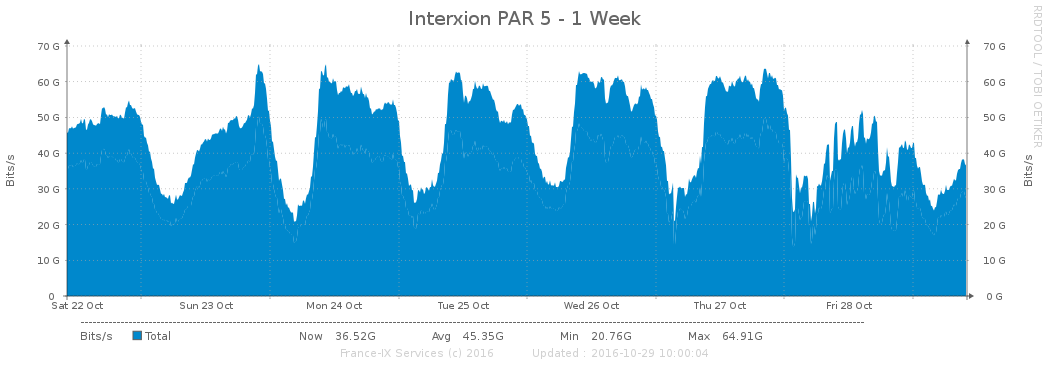 Interxion PAR 5 - 1 Week
RRDTOOL / TOBI OETIKER
Bits/s
70 G 70 G
60 G 60 G
50 G 50 G
40 G 40 G
30 G 30 G
20 G 20 G
10 G 10 G
0 0 G
Bits/s
Sat 22 Oct Sun 23 Oct Mon 24 Oct Tue 25 Oct Wed 26 Oct Thu 27 Oct Fri 28 Oct
Bits/s Total Now 36.52G Avg 45.35G Min 20.76G Max 64.91G
France-IX Services (c) 2016 Updated : 2016-10-29 10:00:04